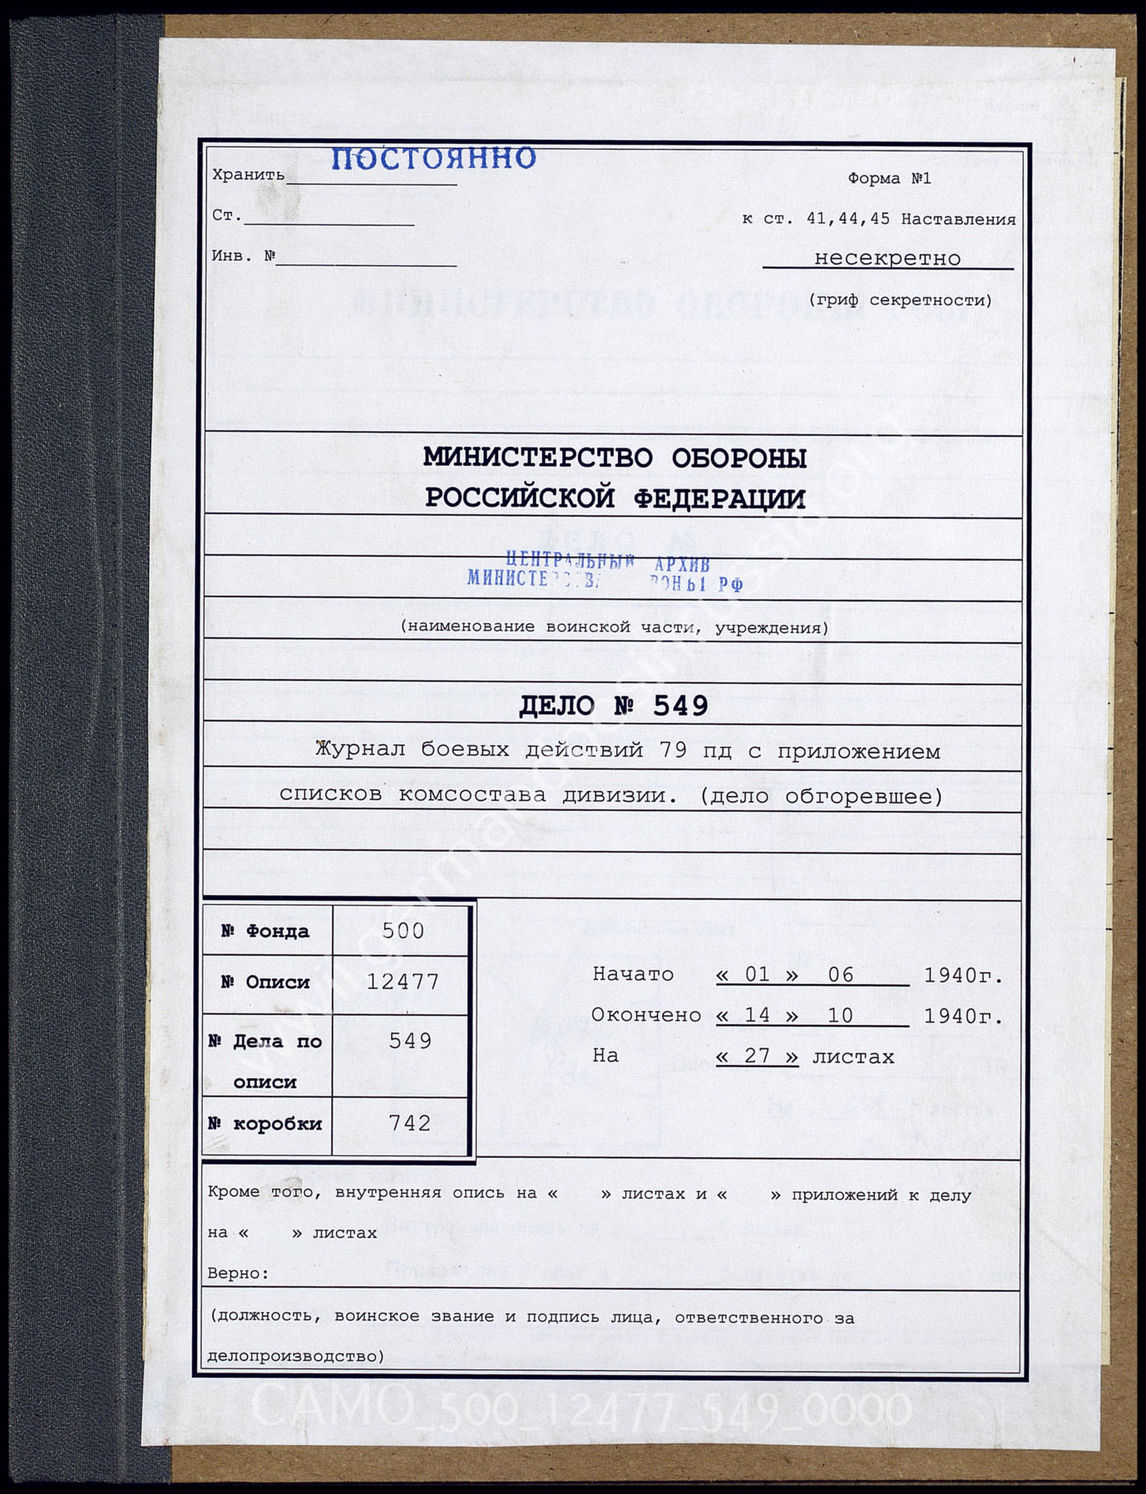 Хранить ПОСТОЯННО
Ст.
Инв. №
Форма №1
к ст. 41,44,45 Наставления
несекретно
(гриф секретности)
МИНИСТЕРСТВО ОБОРОНЫ
РОССИЙСКОЙ ФЕДЕРАЦИИ
ЦЕНТРАЛЬНЫЙ АРХИВ
РФ
(наименование воинской части, учреждения)
ДЕЛО № 549
Журнал боевых действий 79 пд с приложением
списков комсостава дивизии. (дело обгоревшее)
№ Фонда 500
№ Описи 12477
№ Дела по описи 549
№ коробки 742
Начато « 01 » 06 1940г.
Окончено « 14 » 10 1940г.
На « 27 » листах
Кроме того, внутренняя опись на « » листах и « » приложений к делу
на « » листах
Верно:
(должность, воинское звание и подпись лица, ответственного за
делопроизводство)
CAMO_500_12477_549_0000